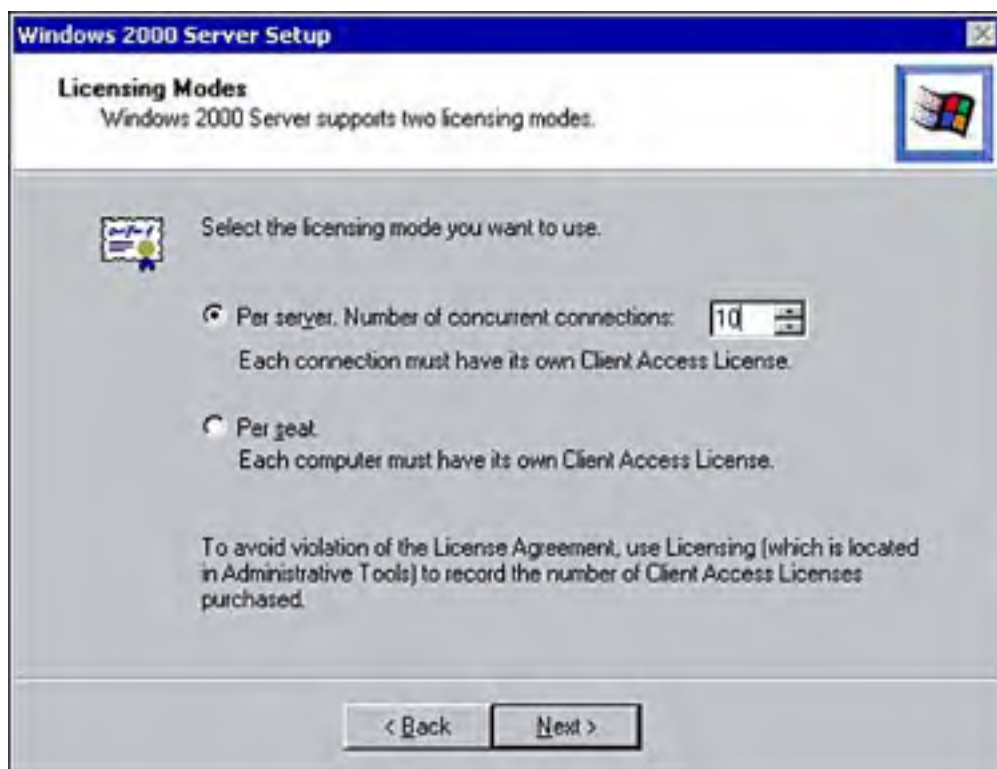 Windows 2000 Server Setup
Licensing Modes
Windows 2000 Server supports two licensing modes.
Select the licensing mode you want to use.
Per server. Number of concurrent connections: 10
Each connection must have its own Client Access License.
Per seat.
Each computer must have its own Client Access License.
To avoid violation of the License Agreement, use Licensing (which is located
in Administrative Tools) to record the number of Client Access Licenses
purchased.
< Back Next >